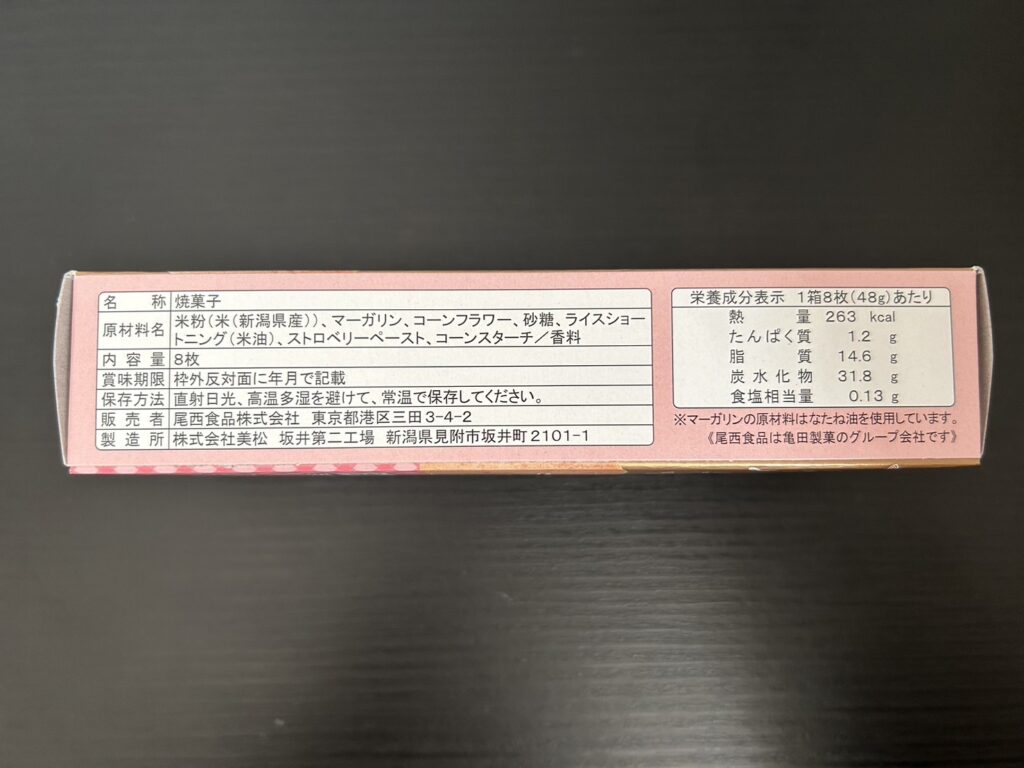 名称 焼菓子
原材料名 米粉(米(新潟県産))、マーガリン、コーンフラワー、砂糖、ライスショー
トニング(米油)、ストロベリーペースト、コーンスターチ/香料
内容量 8枚
賞味期限 枠外反対面に年月で記載
保存方法 直射日光、高温多湿を避けて、常温で保存してください。
販売者 尾西食品株式会社 東京都港区三田3-4-2
製造所 株式会社美松 坂井第二工場 新潟県見附市坂井町2101-1
栄養成分表示 1箱8枚(48g)あたり
熱量 263 kcal
たんぱく質 1.2 g
脂質 14.6 g
炭水化物 31.8 g
食塩相当量 0.13 g
※マーガリンの原材料はなたね油を使用しています。
《尾西食品は亀田製菓のグループ会社です》